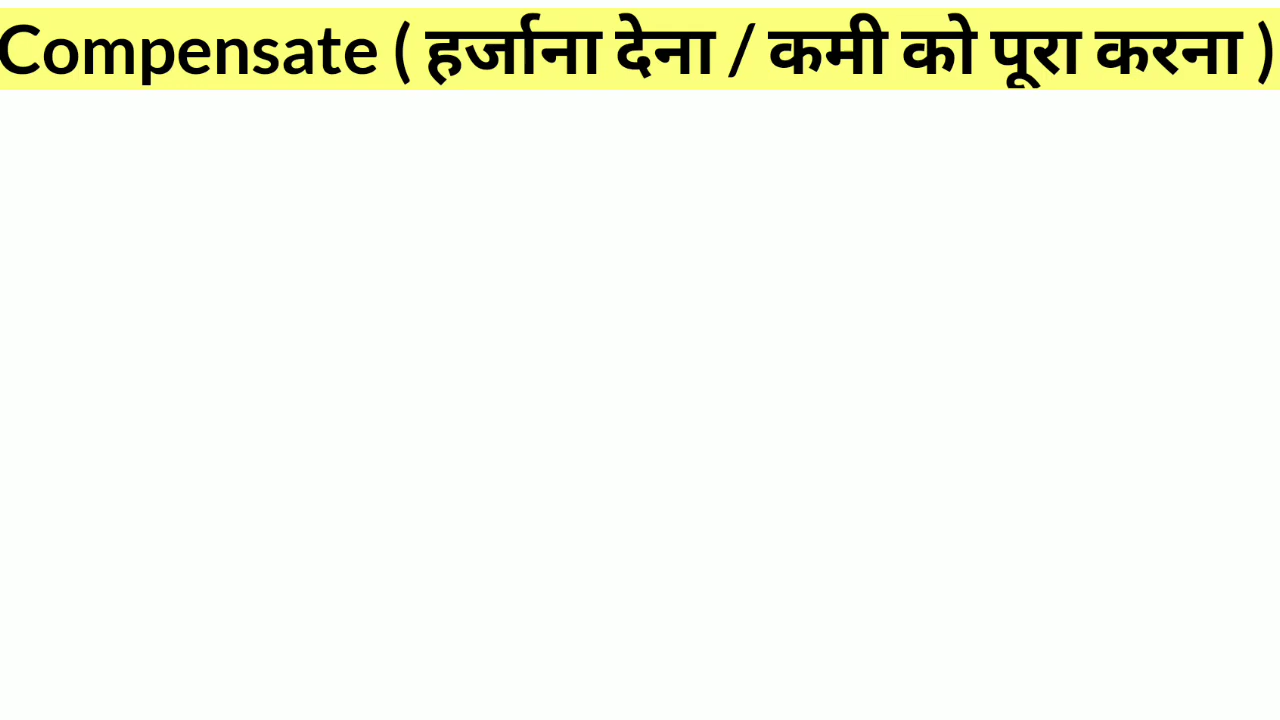 Compensate ( हर्जाना देना / कमी को पूरा करना )